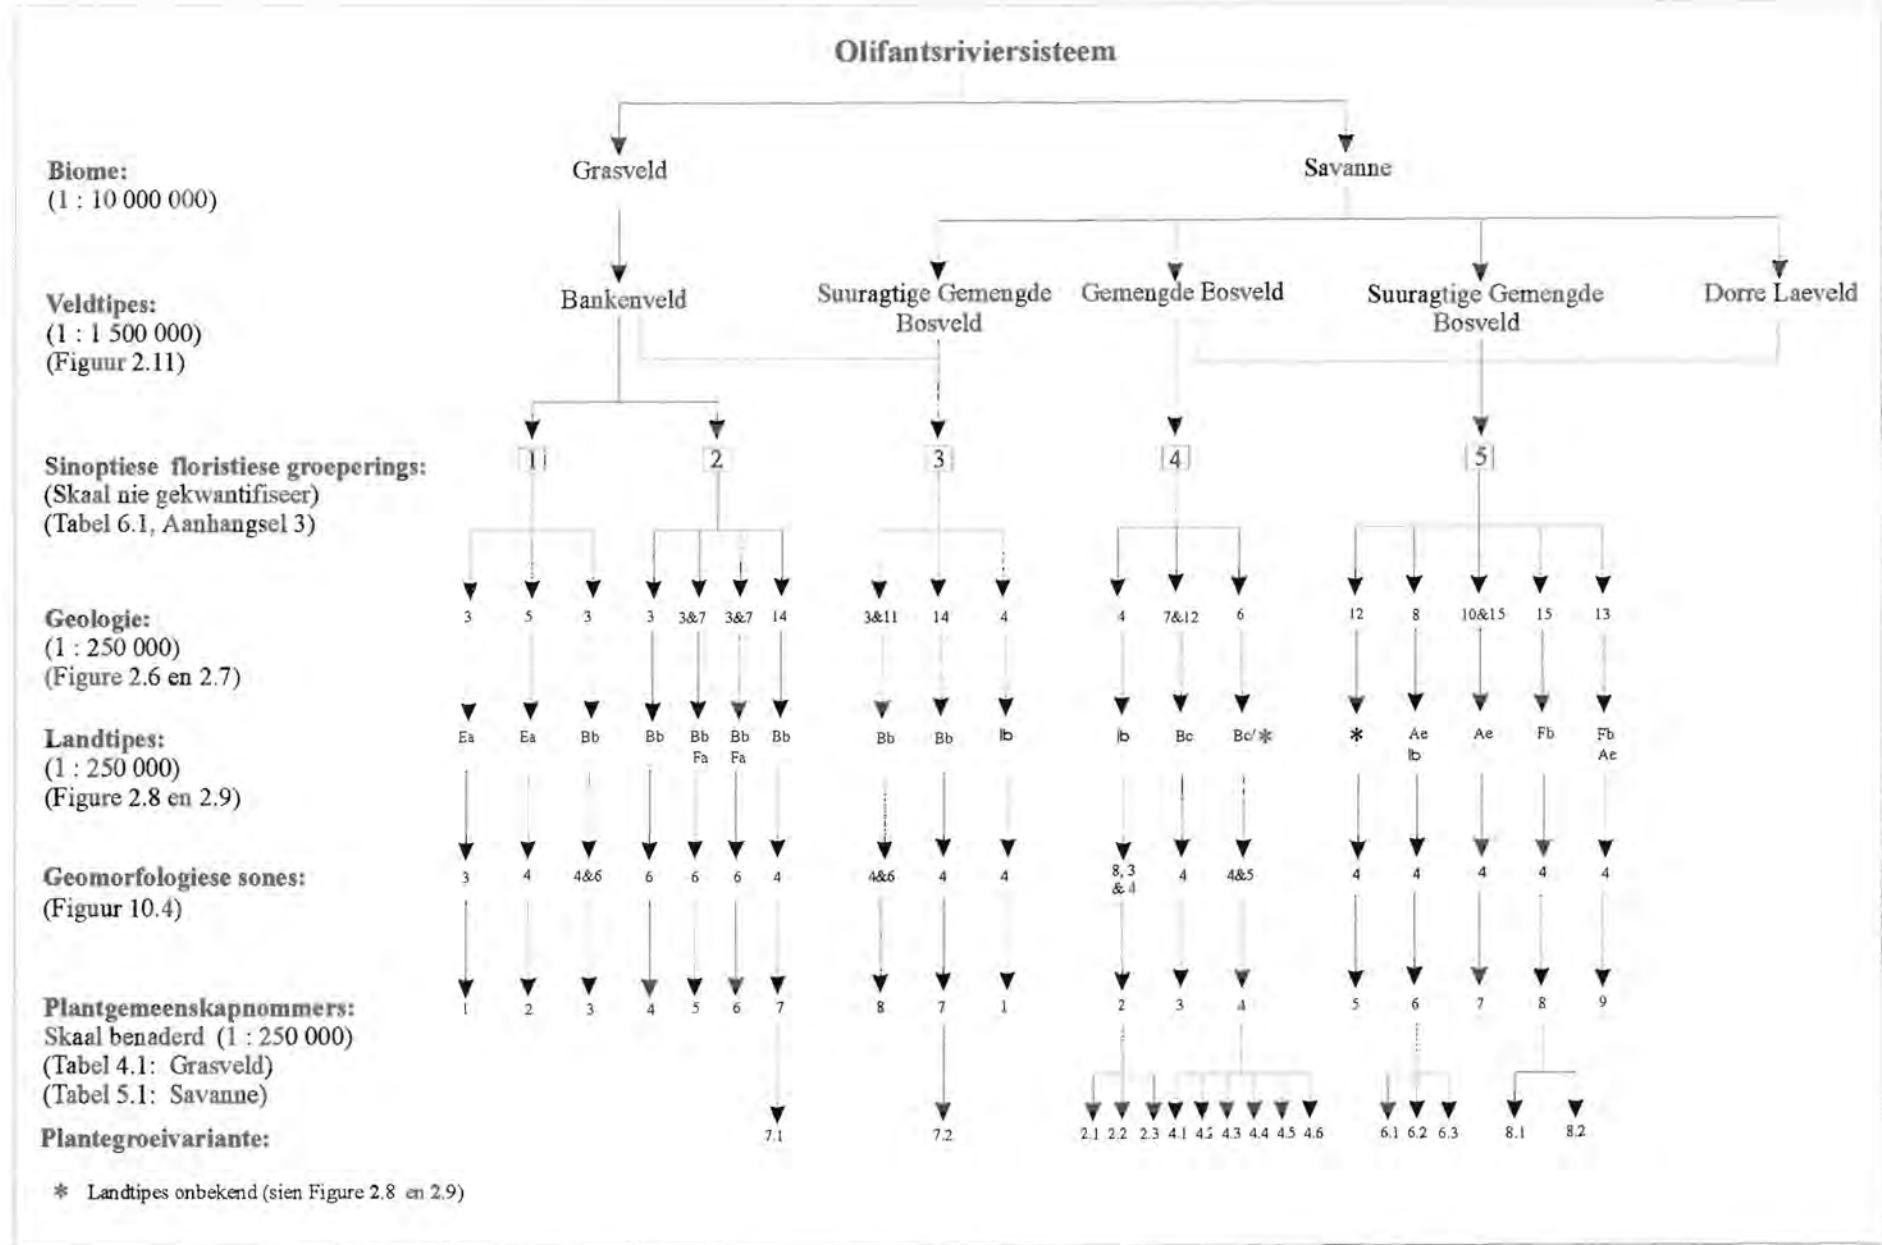 Olifantsriviersisteem
Biome:
(1 : 10 000 000)
Grasveld
Savanne
Veldtipes:
(1 : 1 500 000)
(Figuur 2.11)
Bankenveld
Suuragtige Gemengde
Bosveld
Gemengde Bosveld
Suuragtige Gemengde
Bosveld
Dorre Laeveld
Sinoptiese floristiese groeperings:
(Skaal nie gekwantifiseer)
(Tabel 6.1, Aanhangsel 3)
1 2 3 4 5
Geologie:
(1 : 250 000)
(Figure 2.6 en 2.7)
3 5 3 3 3&7 3&7 14 3&11 14 4 4 7&12 6 12 8 10&15 15 13
Landtipes:
(1 : 250 000)
(Figure 2.8 en 2.9)
Ea Ea Bb Bb Bb Bb Bb Bb Bb Ib Ib Bc Bc/* * Ae Ae Fb Fb
Fa Fa Ib Ae
Geomorfologiese sones:
(Figuur 10.4)
3 4 4&6 6 6 6 4 4&6 4 4 8, 3 4 4&5 4 4 4 4 4
& 4
Plantgemeenskapnommers:
Skaal benaderd (1 : 250 000)
(Tabel 4.1: Grasveld)
(Tabel 5.1: Savanne)
1 2 3 4 5 6 7 8 7 1 2 3 4 5 6 7 8 9
Plantegroeivariante:
7.1 7.2 2.1 2.2 2.3 4.1 4.2 4.3 4.4 4.5 4.6 6.1 6.2 6.3 8.1 8.2
* Landtipes onbekend (sien Figure 2.8 en 2.9)